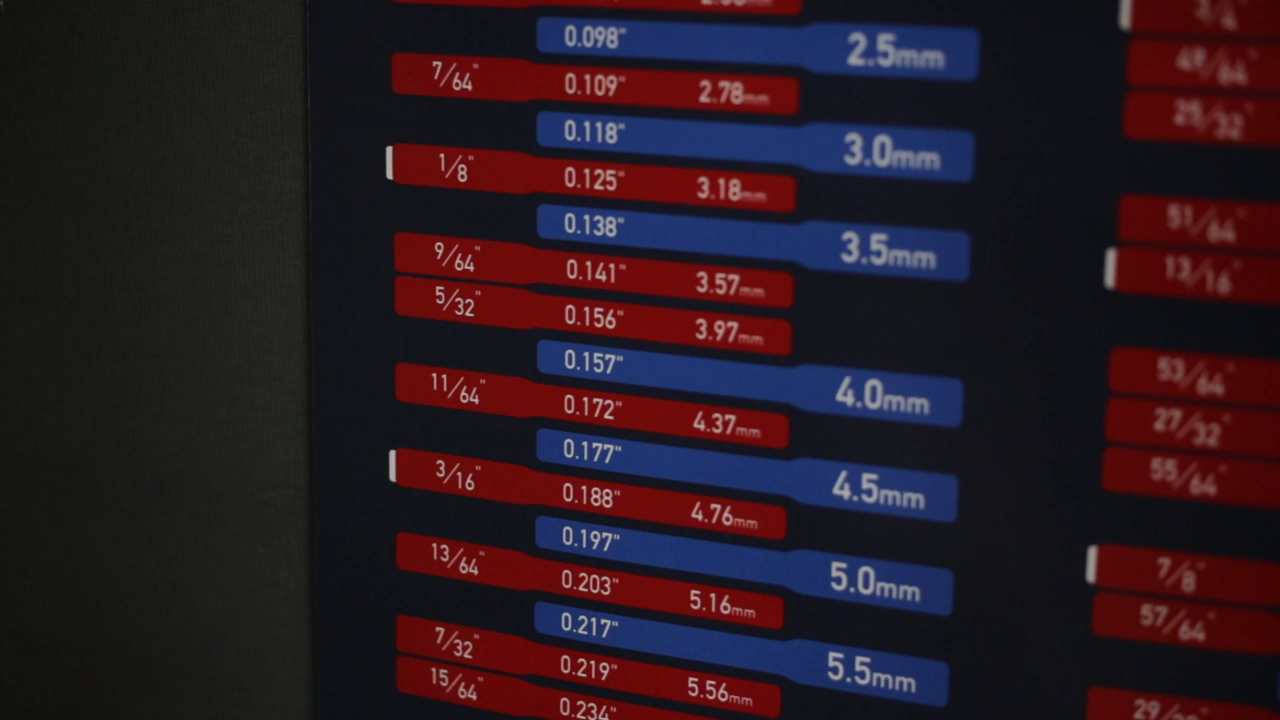 0.098" 2.5mm
7/64" 0.109" 2.78mm
0.118" 3.0mm
1/8" 0.125" 3.18mm
0.138" 3.5mm
9/64" 0.141" 3.57mm
5/32" 0.156" 3.97mm
0.157" 4.0mm
11/64" 0.172" 4.37mm
0.177" 4.5mm
3/16" 0.188" 4.76mm
0.197" 5.0mm
13/64" 0.203" 5.16mm
0.217" 5.5mm
7/32" 0.219" 5.56mm
15/64" 0.234"
3/4"
49/64"
25/32"
51/64"
13/16"
53/64"
27/32"
55/64"
7/8"
57/64"